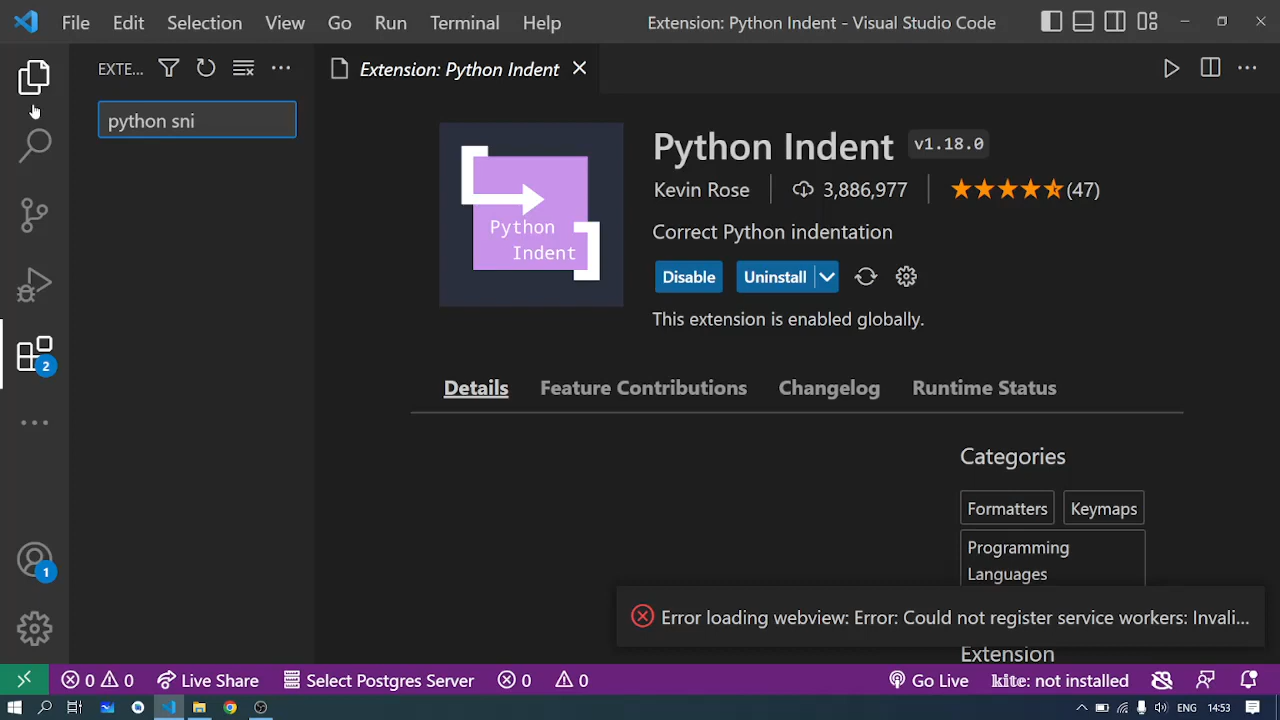 File Edit Selection View Go Run Terminal Help
Extension: Python Indent - Visual Studio Code
EXTE...
python sni
Extension: Python Indent
Python
Indent
Python Indent v1.18.0
Kevin Rose 3,886,977 (47)
Correct Python indentation
Disable Uninstall
This extension is enabled globally.
Details Feature Contributions Changelog Runtime Status
Categories
Formatters Keymaps
Programming
Languages
Error loading webview: Error: Could not register service workers: Invali...
Extension
2
1
0 0 Live Share Select Postgres Server 0 0 Go Live kite: not installed
ENG 14:53